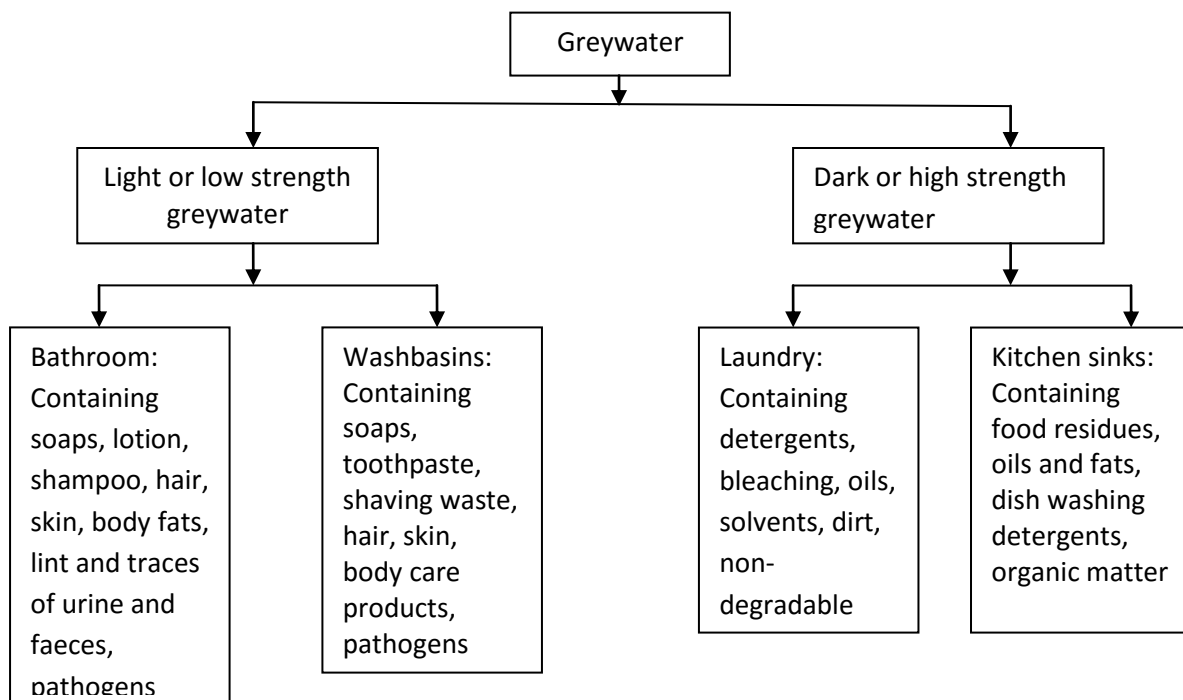 Greywater
Light or low strength
greywater
Dark or high strength
greywater
Bathroom:
Containing
soaps, lotion,
shampoo, hair,
skin, body fats,
lint and traces
of urine and
faeces,
pathogens
Washbasins:
Containing
soaps,
toothpaste,
shaving waste,
hair, skin,
body care
products,
pathogens
Laundry:
Containing
detergents,
bleaching, oils,
solvents, dirt,
non-
degradable
Kitchen sinks:
Containing
food residues,
oils and fats,
dish washing
detergents,
organic matter